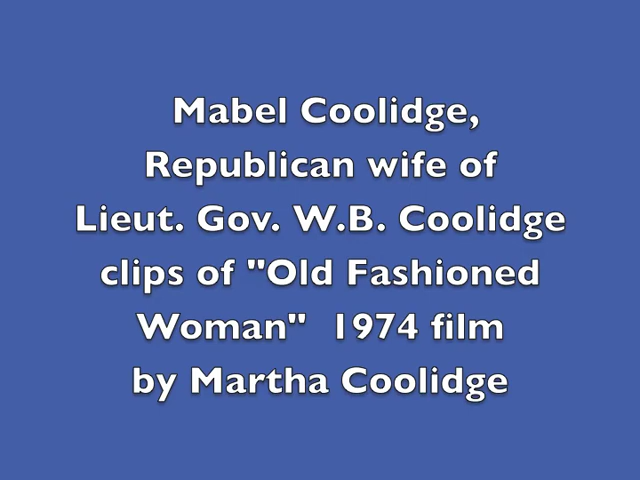 Mabel Coolidge,
Republican wife of
Lieut. Gov. W.B. Coolidge
clips of "Old Fashioned
Woman" 1974 film
by Martha Coolidge